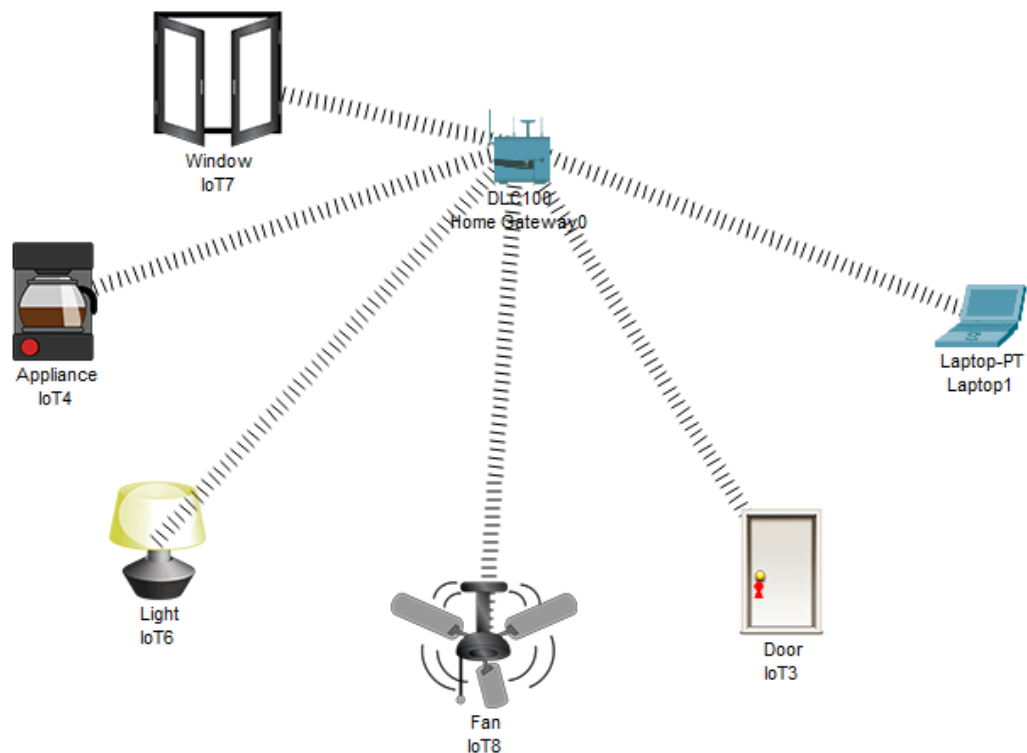 Window
IoT7
DLC100
Home Gateway0
Appliance
IoT4
Laptop-PT
Laptop1
Light
IoT6
Door
IoT3
Fan
IoT8